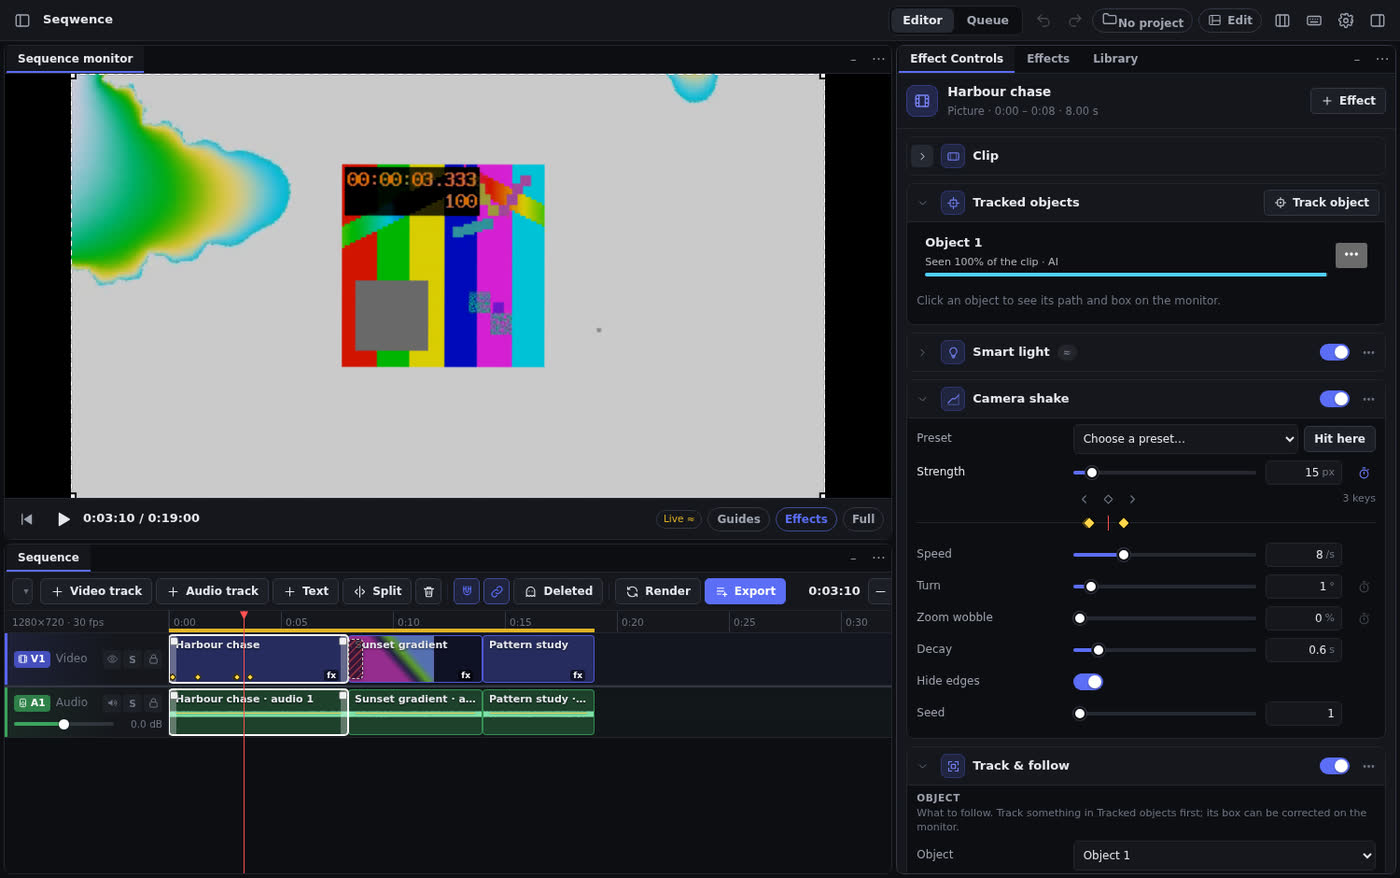 Seqwence
Editor
Queue
No project
Edit
Sequence monitor
00:00:03.333
100
0:03:10 / 0:19:00
Live ≈
Guides
Effects
Full
Sequence
Video track
Audio track
Text
Split
Deleted
Render
Export
0:03:10
1280×720 · 30 fps
0:00
0:05
0:10
0:15
0:20
0:25
0:30
V1 Video
S
Harbour chase
fx
unset gradient
fx
Pattern study
fx
A1 Audio
S
0.0 dB
Harbour chase · audio 1
Sunset gradient · a...
Pattern study ·...
Effect Controls
Effects
Library
Harbour chase
Picture · 0:00 – 0:08 · 8.00 s
+ Effect
Clip
Tracked objects
Track object
Object 1
Seen 100% of the clip · AI
Click an object to see its path and box on the monitor.
Smart light ≈
Camera shake
Preset
Choose a preset...
Hit here
Strength
15 px
3 keys
Speed
8 /s
Turn
1 °
Zoom wobble
0 %
Decay
0.6 s
Hide edges
Seed
1
Track & follow
OBJECT
What to follow. Track something in Tracked objects first; its box can be corrected on the
monitor.
Object
Object 1